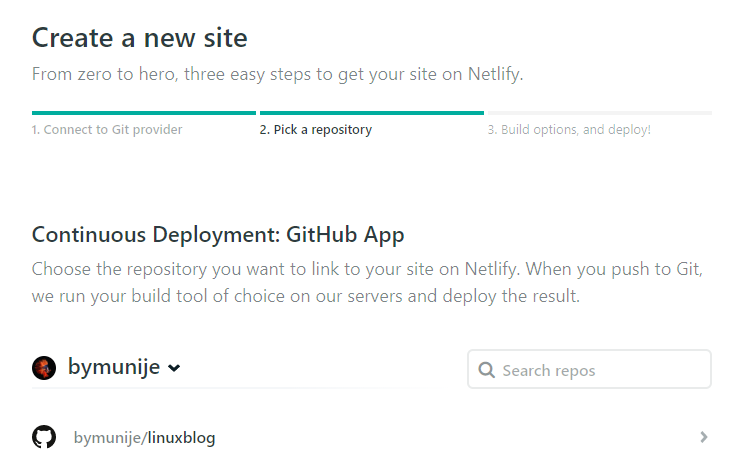 Create a new site
From zero to hero, three easy steps to get your site on Netlify.
1. Connect to Git provider
2. Pick a repository
3. Build options, and deploy!
Continuous Deployment: GitHub App
Choose the repository you want to link to your site on Netlify. When you push to Git,
we run your build tool of choice on our servers and deploy the result.
bymunije
Search repos
bymunije/linuxblog